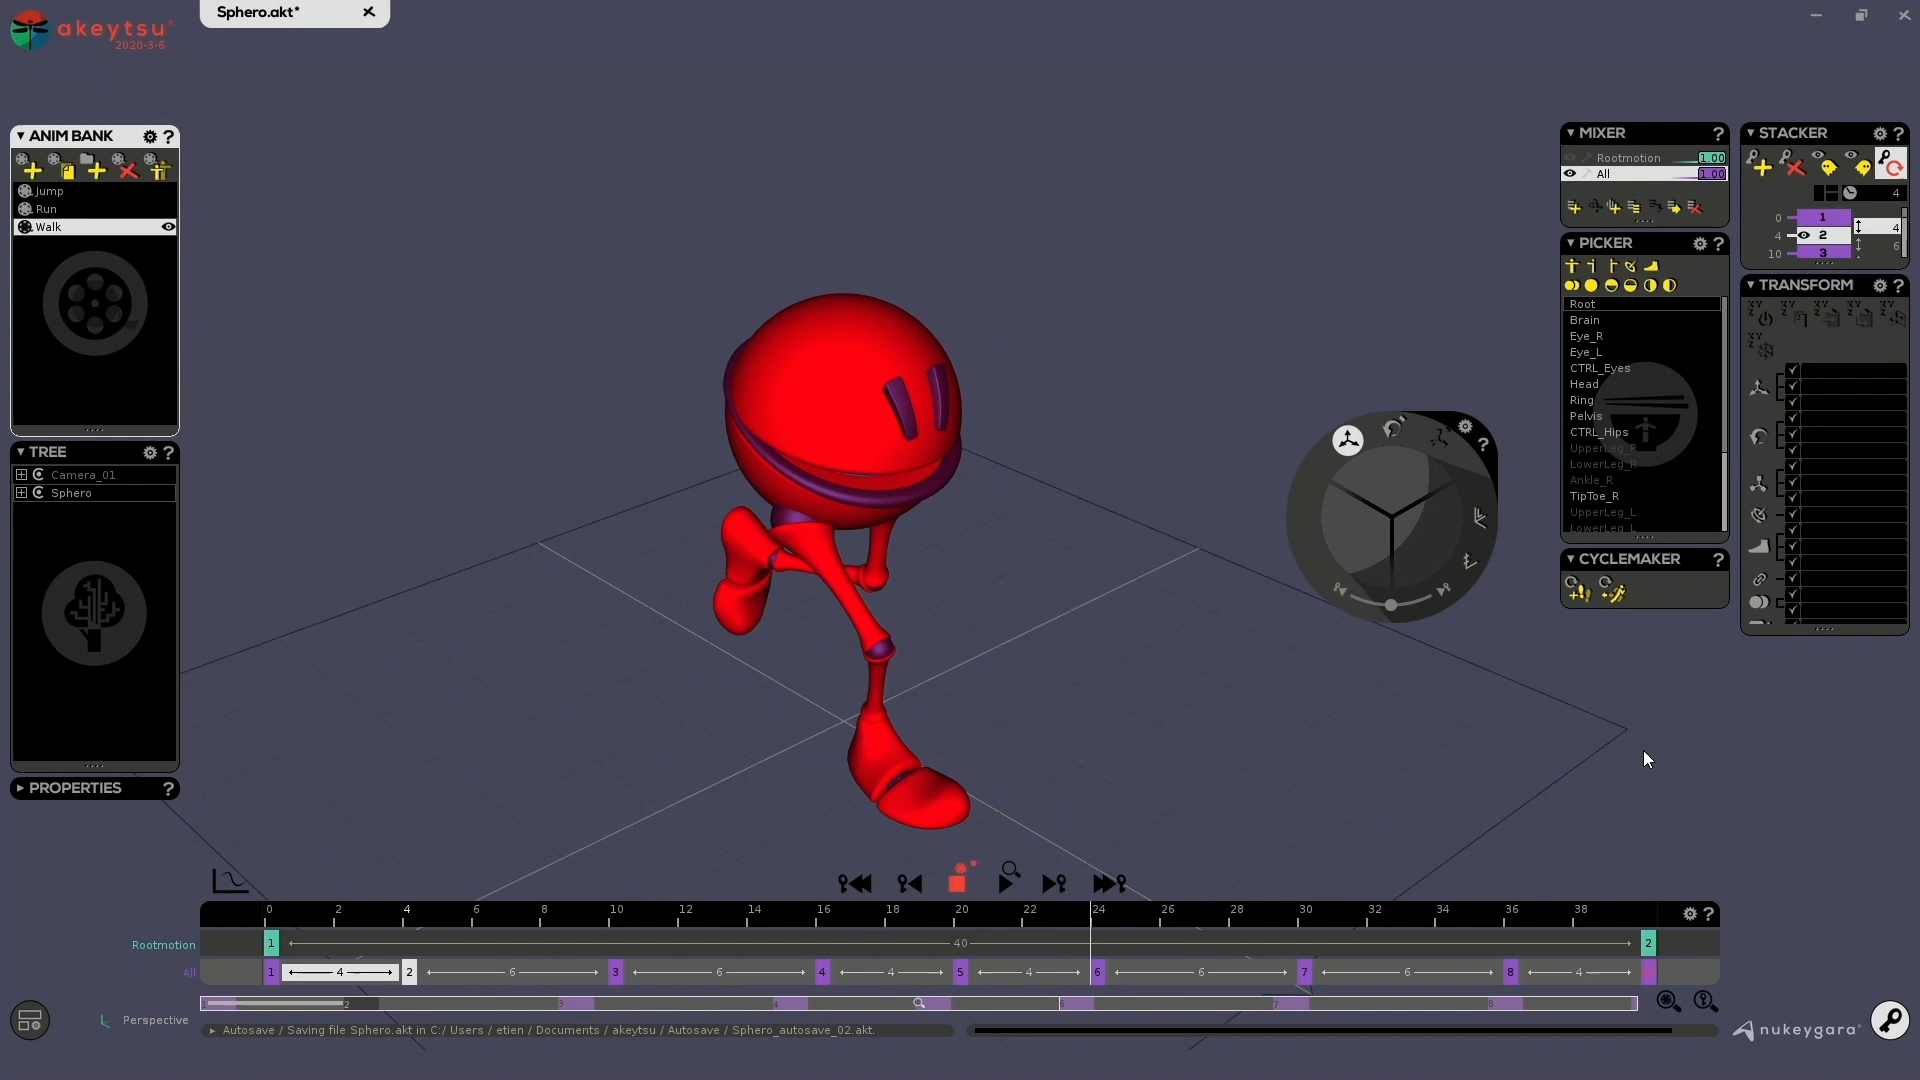 akeytsu
2020-3-6
Sphero.akt*
ANIM BANK ?
Jump
Run
Walk
TREE ?
Camera_01
Sphero
PROPERTIES ?
MIXER ?
Rootmotion 1.00
All 1.00
PICKER ?
Root
Brain
Eye_R
Eye_L
CTRL_Eyes
Head
Ring
Pelvis
CTRL_Hips
UpperLeg_R
LowerLeg_R
Ankle_R
TipToe_R
UpperLeg_L
LowerLeg_L
CYCLEMAKER ?
STACKER ?
4
0 1
4 2 4
10 3 6
TRANSFORM ?
?
0 2 4 6 8 10 12 14 16 18 20 22 24 26 28 30 32 34 36 38 ?
Rootmotion 1 40 2
All 1 4 2 6 3 6 4 4 5 4 6 6 7 6 8 4
2 3 4 7 8
Perspective
Autosave / Saving file Sphero.akt in C:/ Users / etien / Documents / akeytsu / Autosave / Sphero_autosave_02.akt.
nukeygara